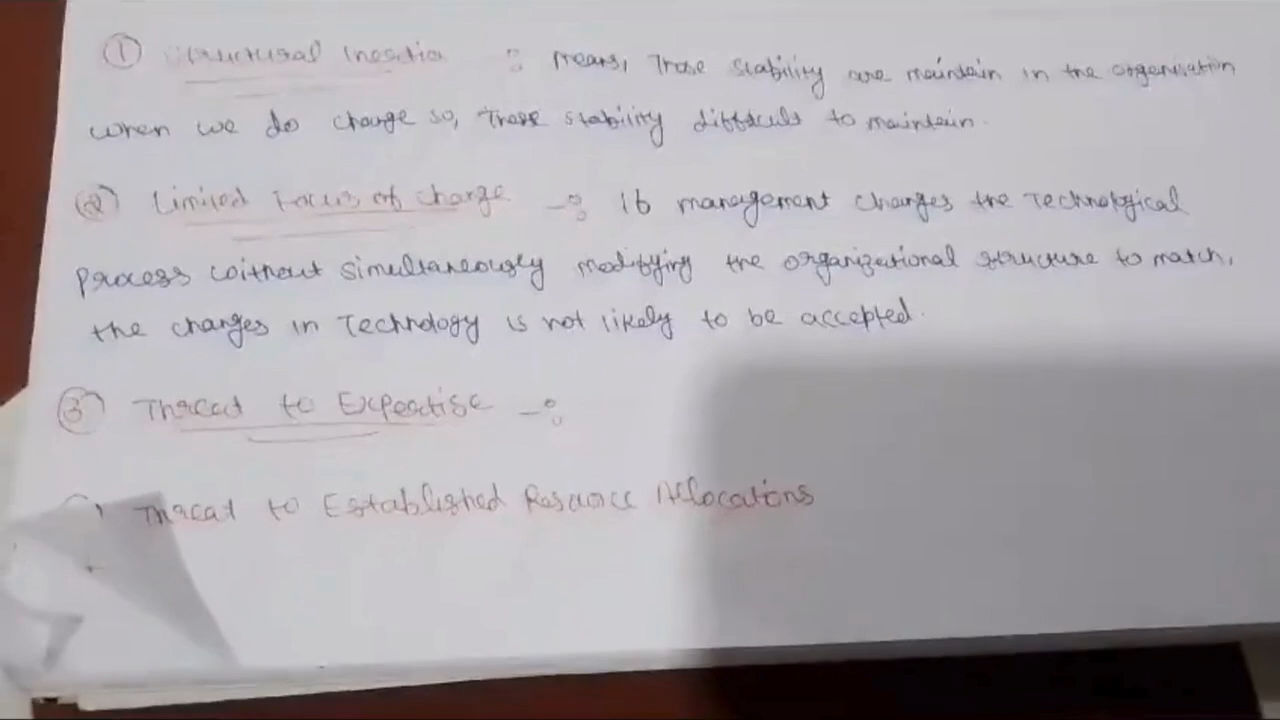 ① Structural Inertia : means, Those stability are maintain in the organisation
when we do change so, those stability difficult to maintain.
② Limited Focus of change -: If management changes the technological
process without simultaneously modifying the organizational structure to match,
the changes in Technology is not likely to be accepted.
③ Threat to Expertise -:
Threat to Established Resource Allocations